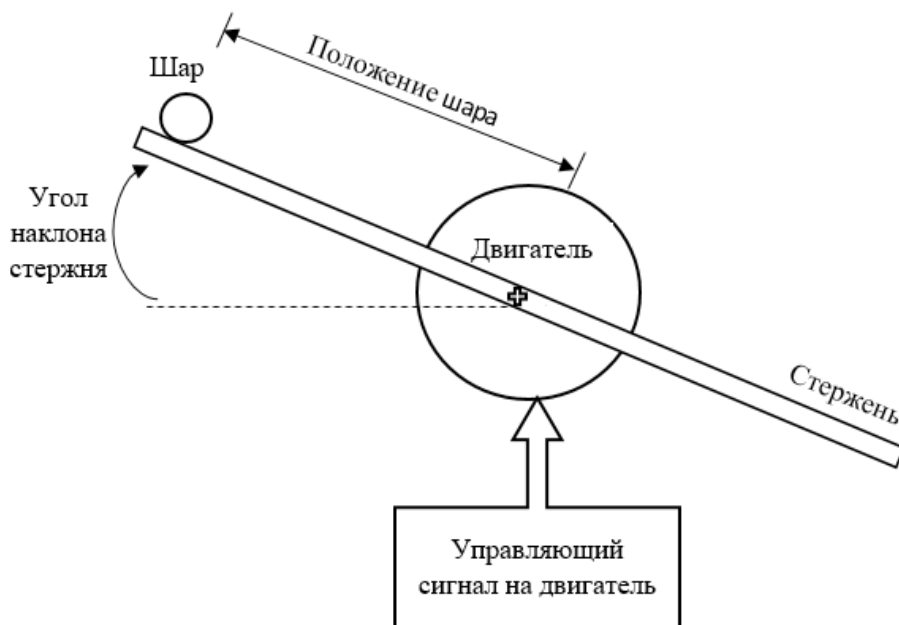 Положение шара
Шар
Угол
наклона
стержня
Двигатель
Стержень
Управляющий
сигнал на двигатель